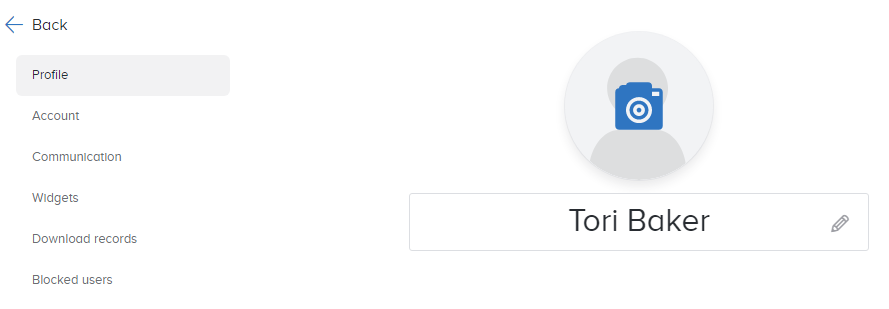 Back
Profile
Account
Communication
Widgets
Download records
Blocked users
Tori Baker